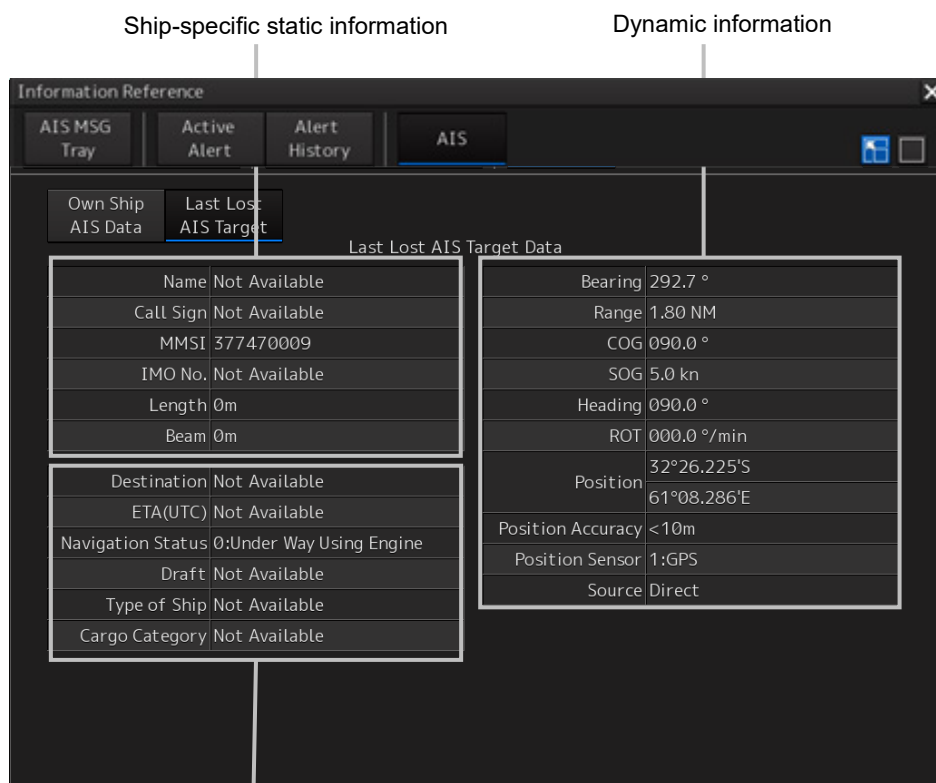 Ship-specific static information
Dynamic information
Information Reference
AIS MSG Tray
Active Alert
Alert History
AIS
Own Ship AIS Data
Last Lost AIS Target
Last Lost AIS Target Data
Name Not Available
Call Sign Not Available
MMSI 377470009
IMO No. Not Available
Length 0m
Beam 0m
Destination Not Available
ETA(UTC) Not Available
Navigation Status 0:Under Way Using Engine
Draft Not Available
Type of Ship Not Available
Cargo Category Not Available
Bearing 292.7 °
Range 1.80 NM
COG 090.0 °
SOG 5.0 kn
Heading 090.0 °
ROT 000.0 °/min
Position 32°26.225'S
61°08.286'E
Position Accuracy <10m
Position Sensor 1:GPS
Source Direct